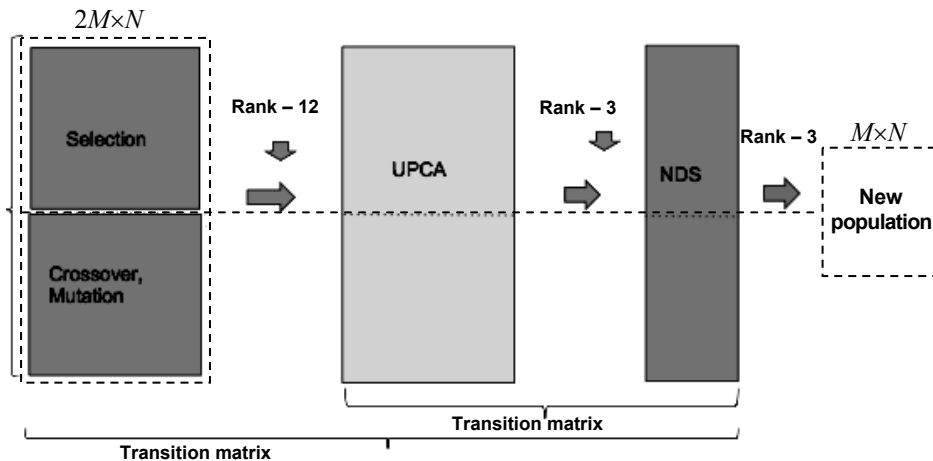 2M×N
Selection
Crossover,
Mutation
Rank – 12
UPCA
Rank – 3
NDS
Rank – 3
M×N
New
population
Transition matrix
Transition matrix